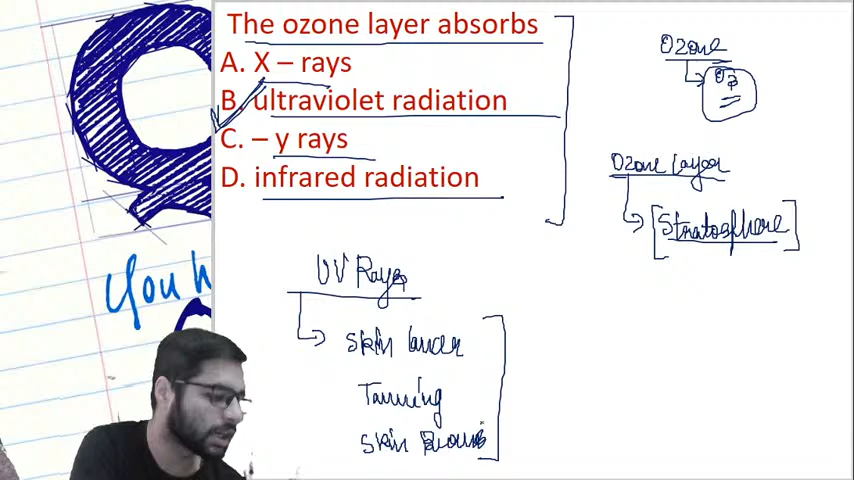 The ozone layer absorbs
A. X – rays
B. ultraviolet radiation
C. – y rays
D. infrared radiation
Ozone
O3
Ozone Layer
Stratosphere
UV Rays
Skin Cancer
Tanning
Skin
You